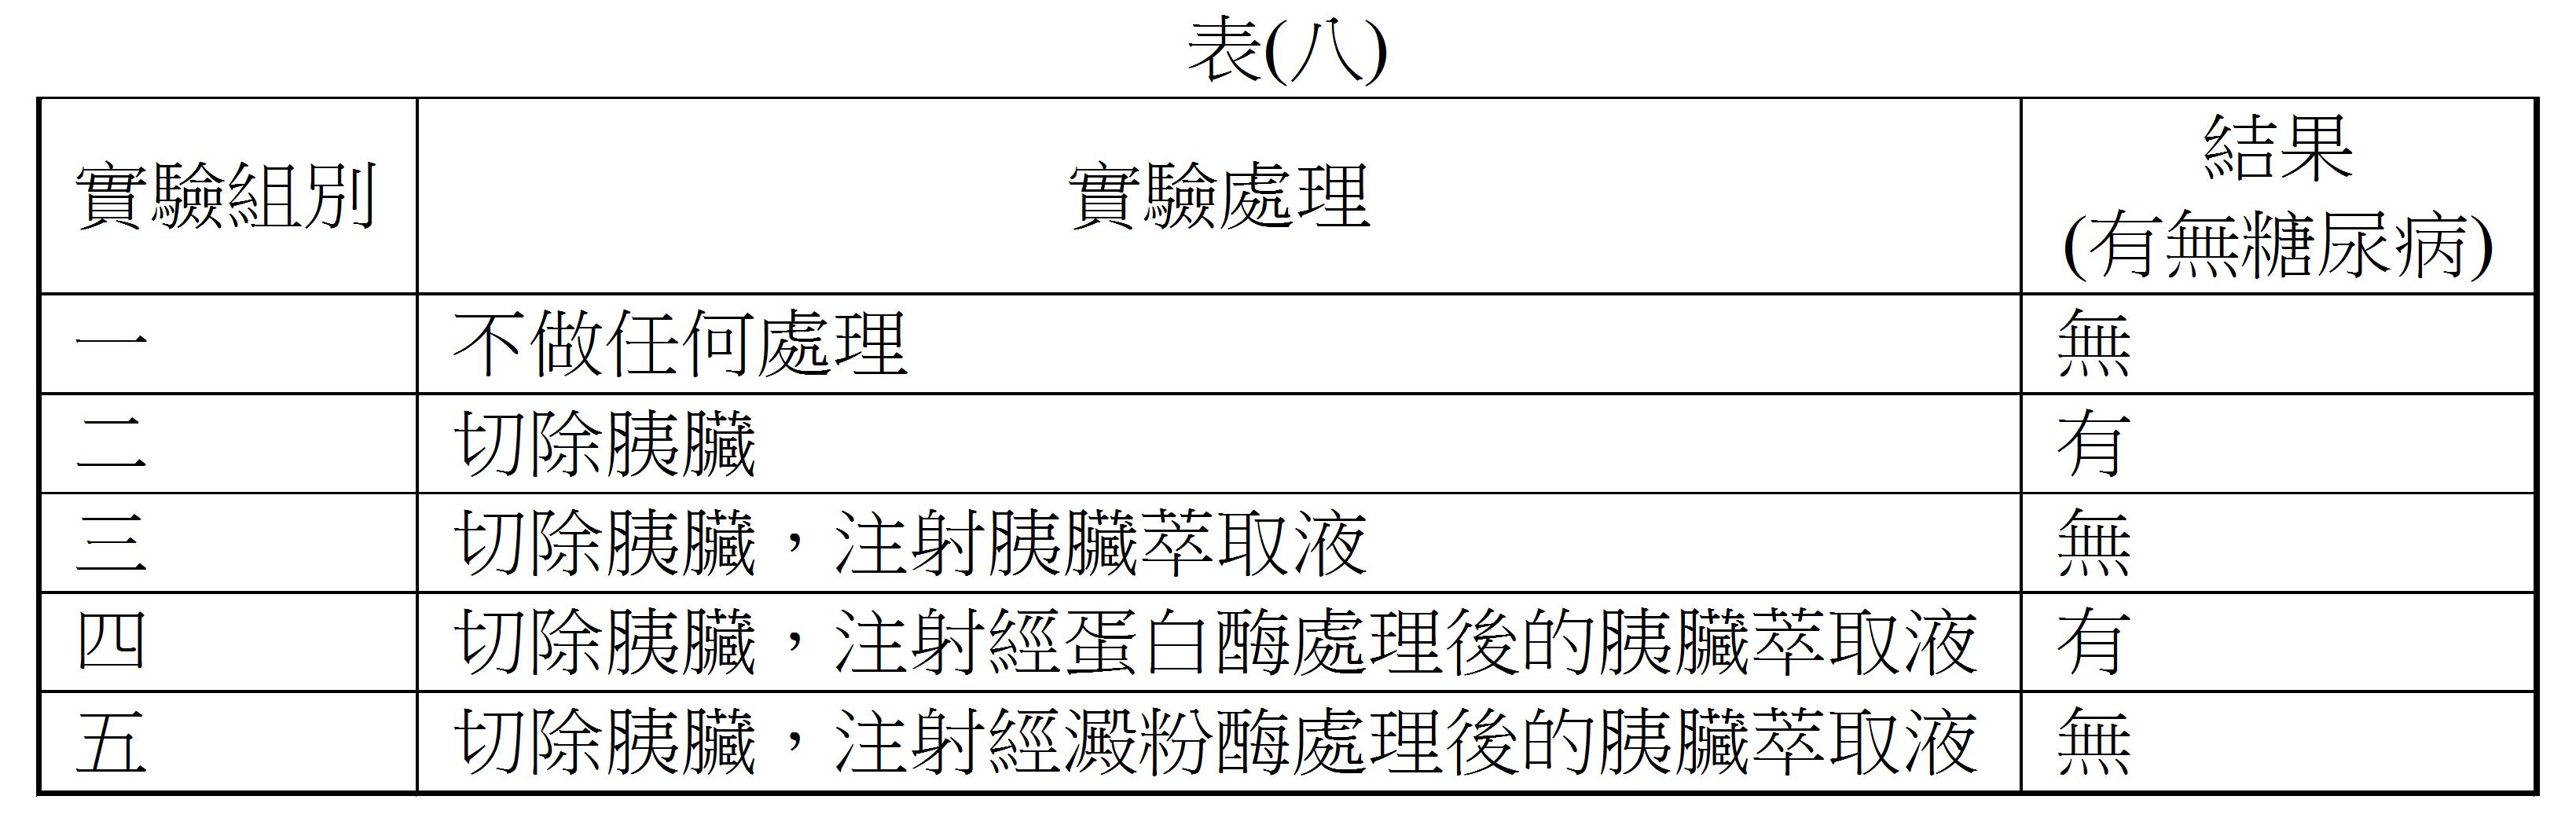 表(八)
實驗組別 實驗處理 結果
(有無糖尿病)
一 不做任何處理 無
二 切除胰臟 有
三 切除胰臟，注射胰臟萃取液 無
四 切除胰臟，注射經蛋白酶處理後的胰臟萃取液 有
五 切除胰臟，注射經澱粉酶處理後的胰臟萃取液 無